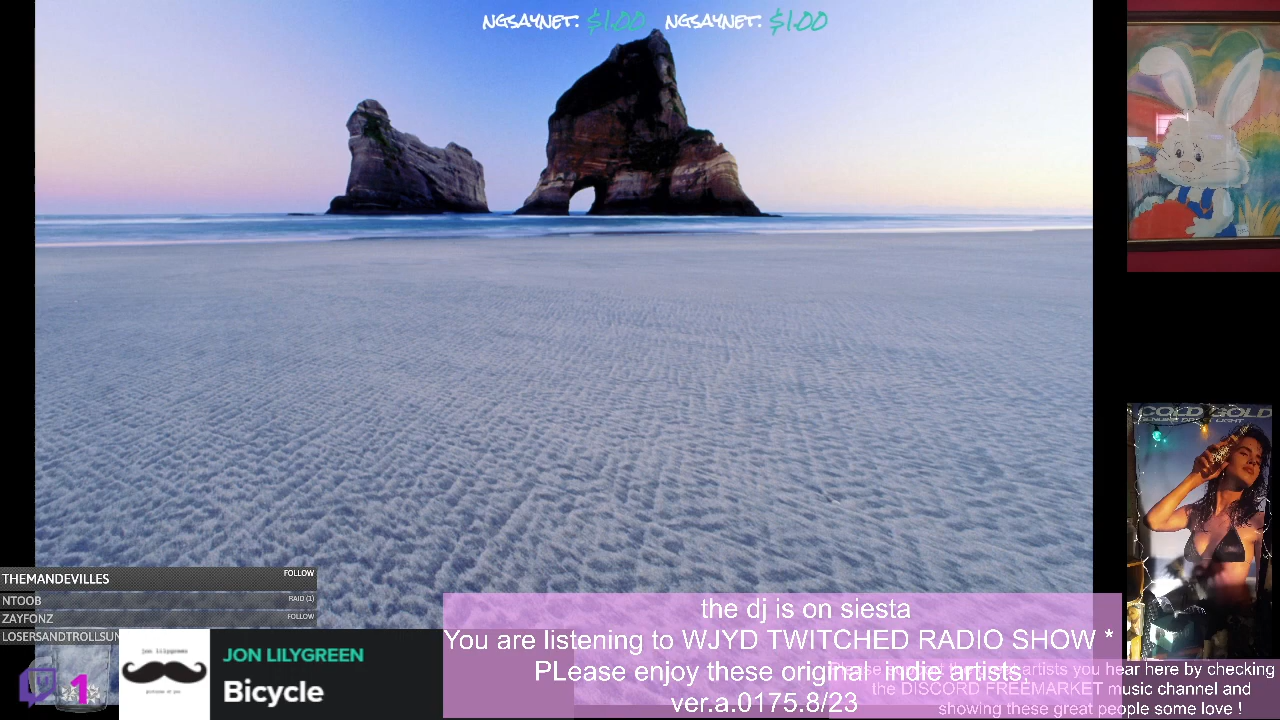 NGSAYNET: $1.00 NGSAYNET: $1.00
COLD GOLD
THEMANDEVILLES FOLLOW
NTOOB RAID (1)
ZAYFONZ FOLLOW
LOSERSANDTROLLSUN
1
jon lilygreen
JON LILYGREEN
Bicycle
the dj is on siesta
You are listening to WJYD TWITCHED RADIO SHOW *
PLease enjoy these original Indie artists.
ver.a.0175.8/23
artists you hear here by checking
the DISCORD FREEMARKET music channel and
showing these great people some love !